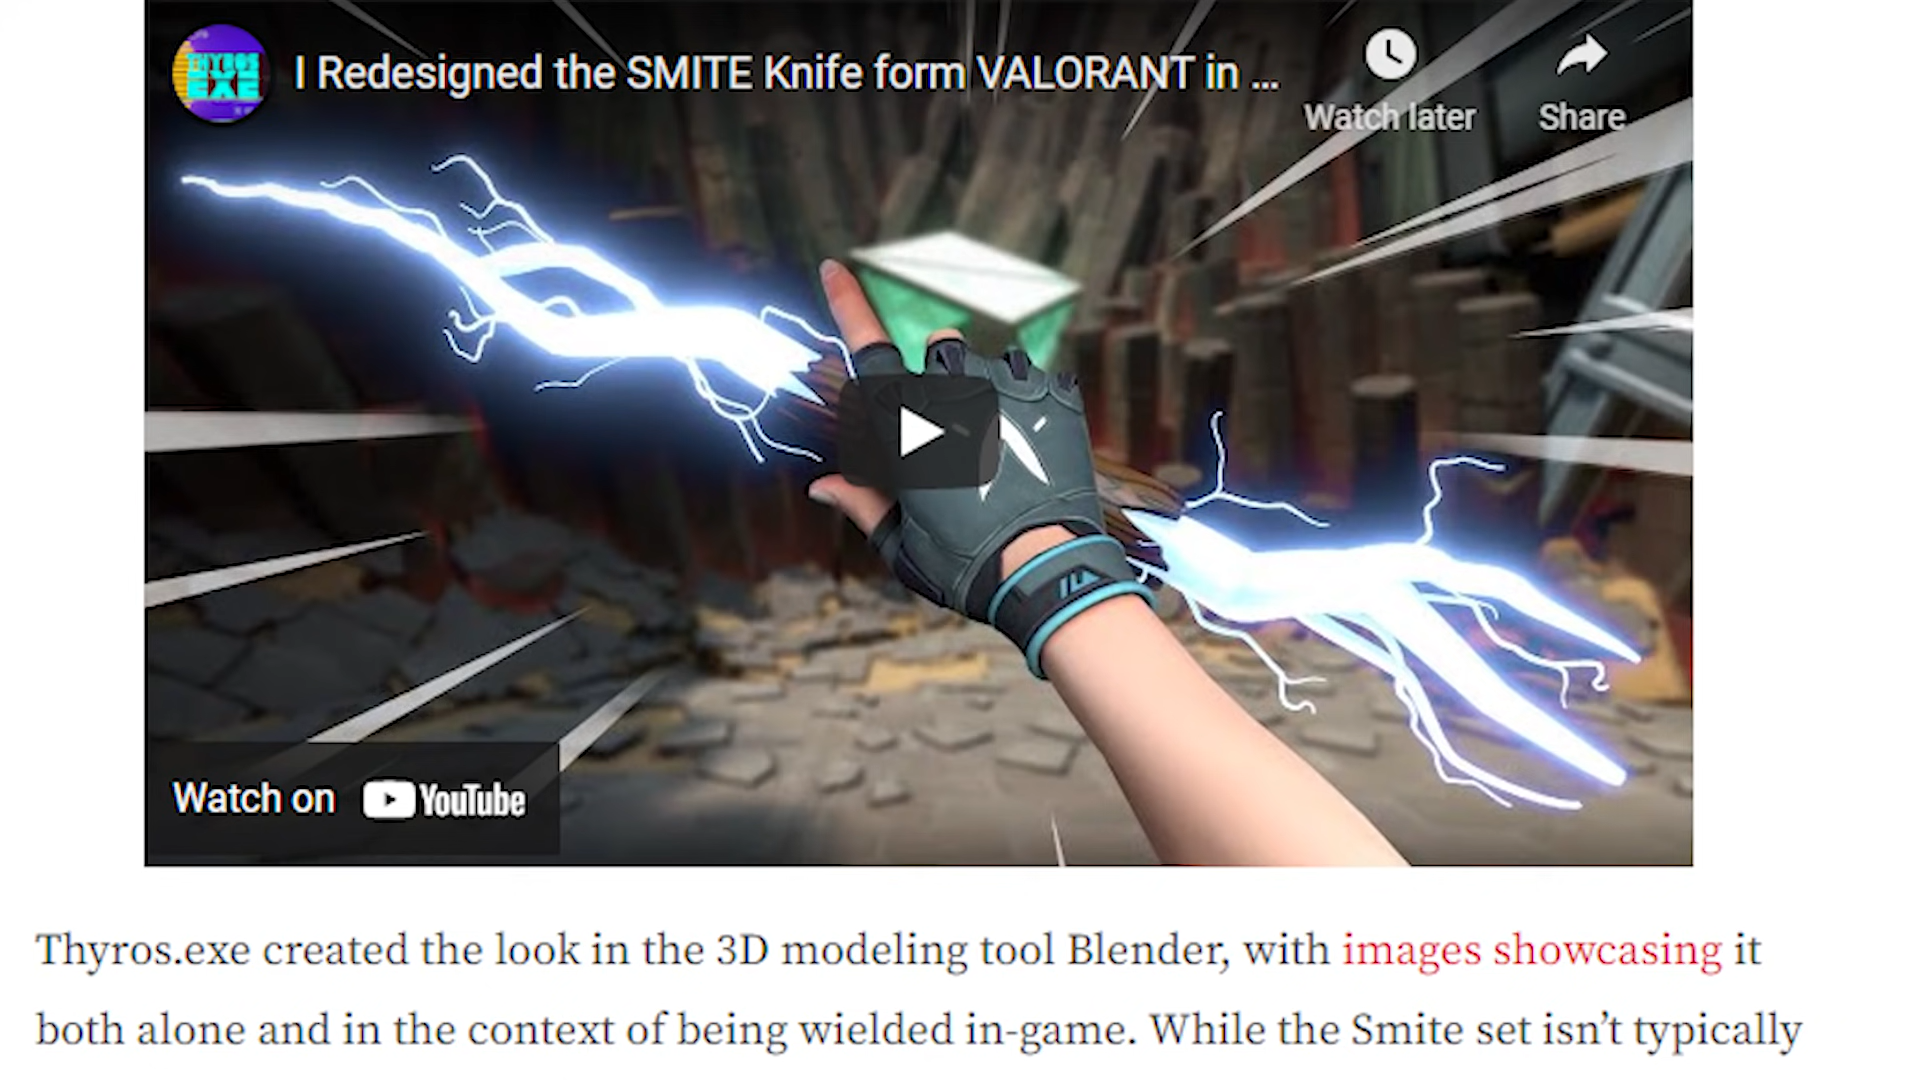 THYROS
EXE
I Redesigned the SMITE Knife form VALORANT in ...
Watch later
Share
Watch on YouTube
Thyros.exe created the look in the 3D modeling tool Blender, with images showcasing it
both alone and in the context of being wielded in-game. While the Smite set isn’t typically